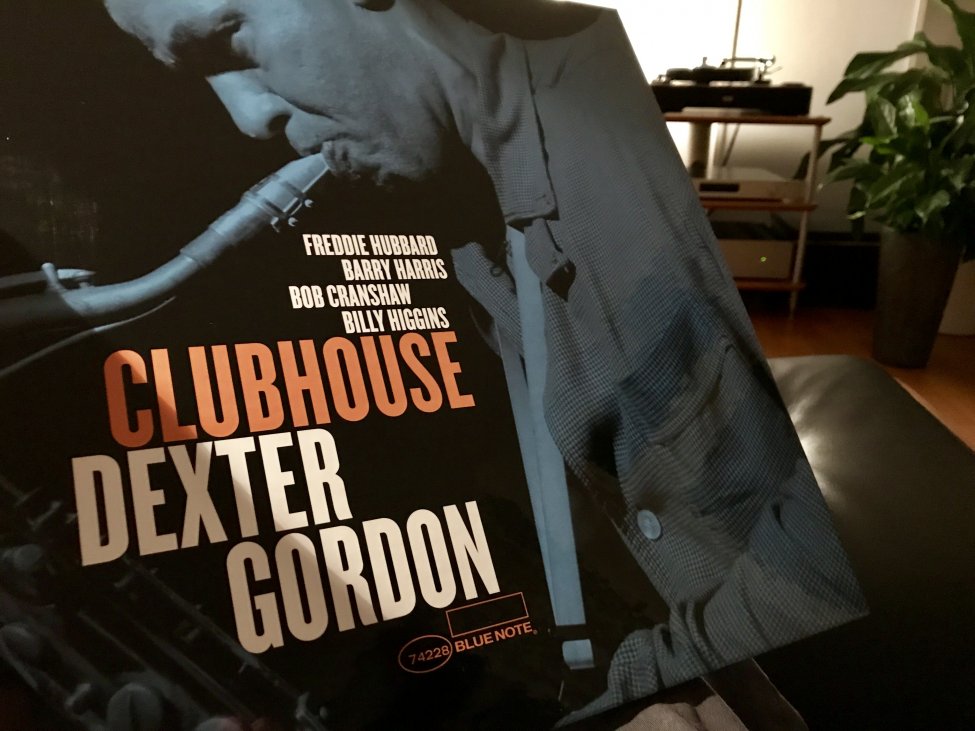 FREDDIE HUBBARD
BARRY HARRIS
BOB CRANSHAW
BILLY HIGGINS
CLUBHOUSE
DEXTER
GORDON
74228 BLUE NOTE®